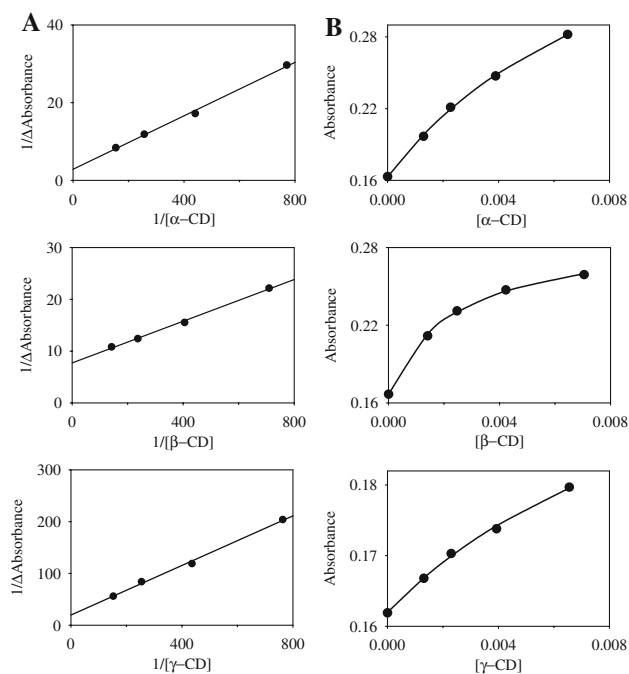 A
B
40
30
20
10
0
1/ΔAbsorbance
0 400 800
1/[α–CD]
0.28
0.22
0.16
Absorbance
0.000 0.004 0.008
[α–CD]
30
20
10
0
1/ΔAbsorbance
0 400 800
1/[β–CD]
0.28
0.22
0.16
Absorbance
0.000 0.004 0.008
[β–CD]
300
200
100
0
1/ΔAbsorbance
0 400 800
1/[γ–CD]
0.18
0.17
0.16
Absorbance
0.000 0.004 0.008
[γ–CD]